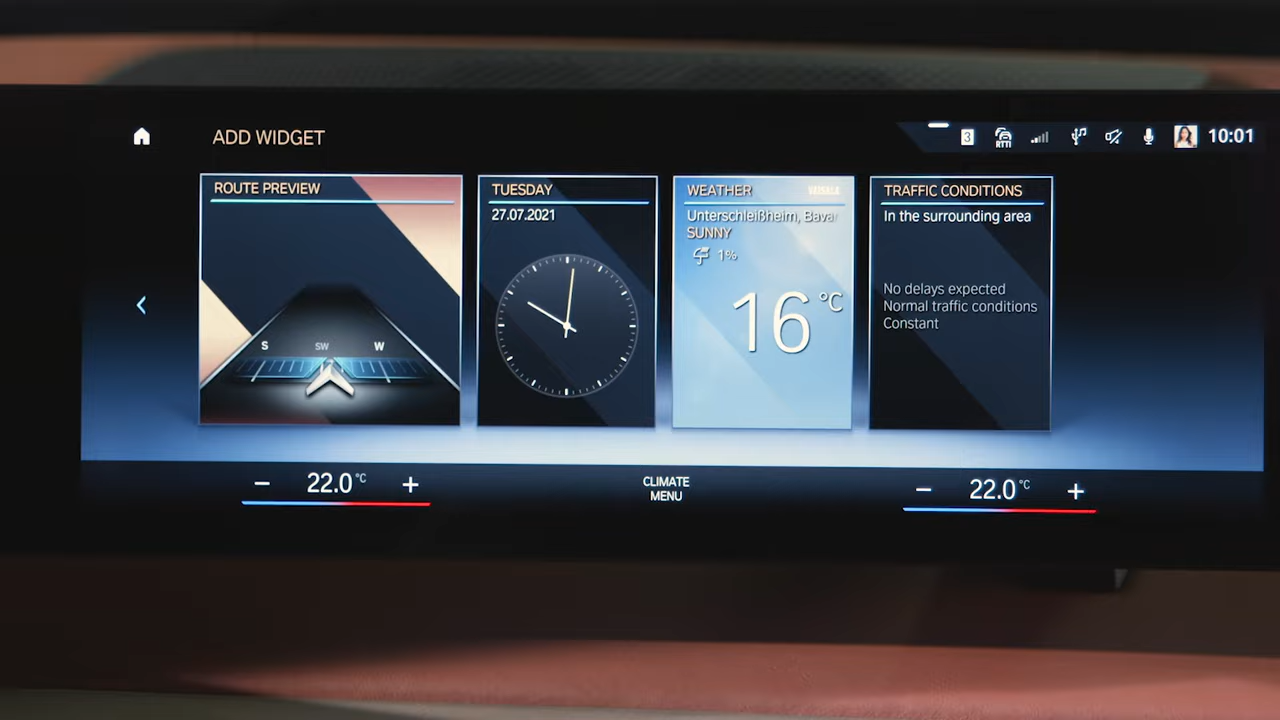 ADD WIDGET
3
RTTI
10:01
ROUTE PREVIEW
S
SW
W
TUESDAY
27.07.2021
WEATHER
Unterschleißheim, Bava
SUNNY
1%
16°C
TRAFFIC CONDITIONS
In the surrounding area
No delays expected
Normal traffic conditions
Constant
22.0°C
CLIMATE
MENU
22.0°C